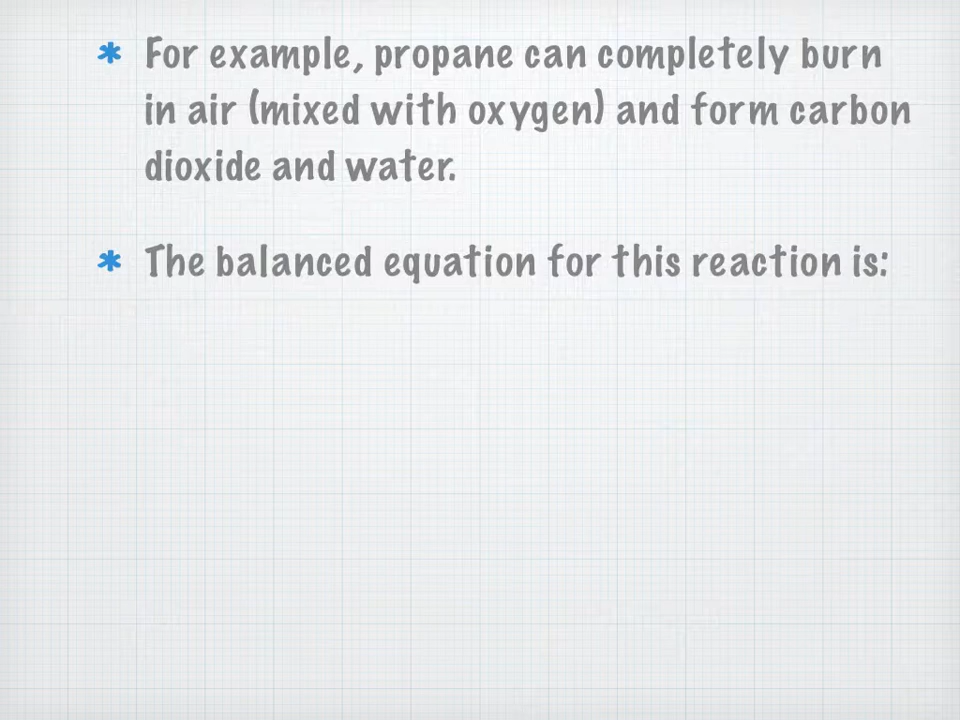 * For example, propane can completely burn
in air (mixed with oxygen) and form carbon
dioxide and water.
* The balanced equation for this reaction is: